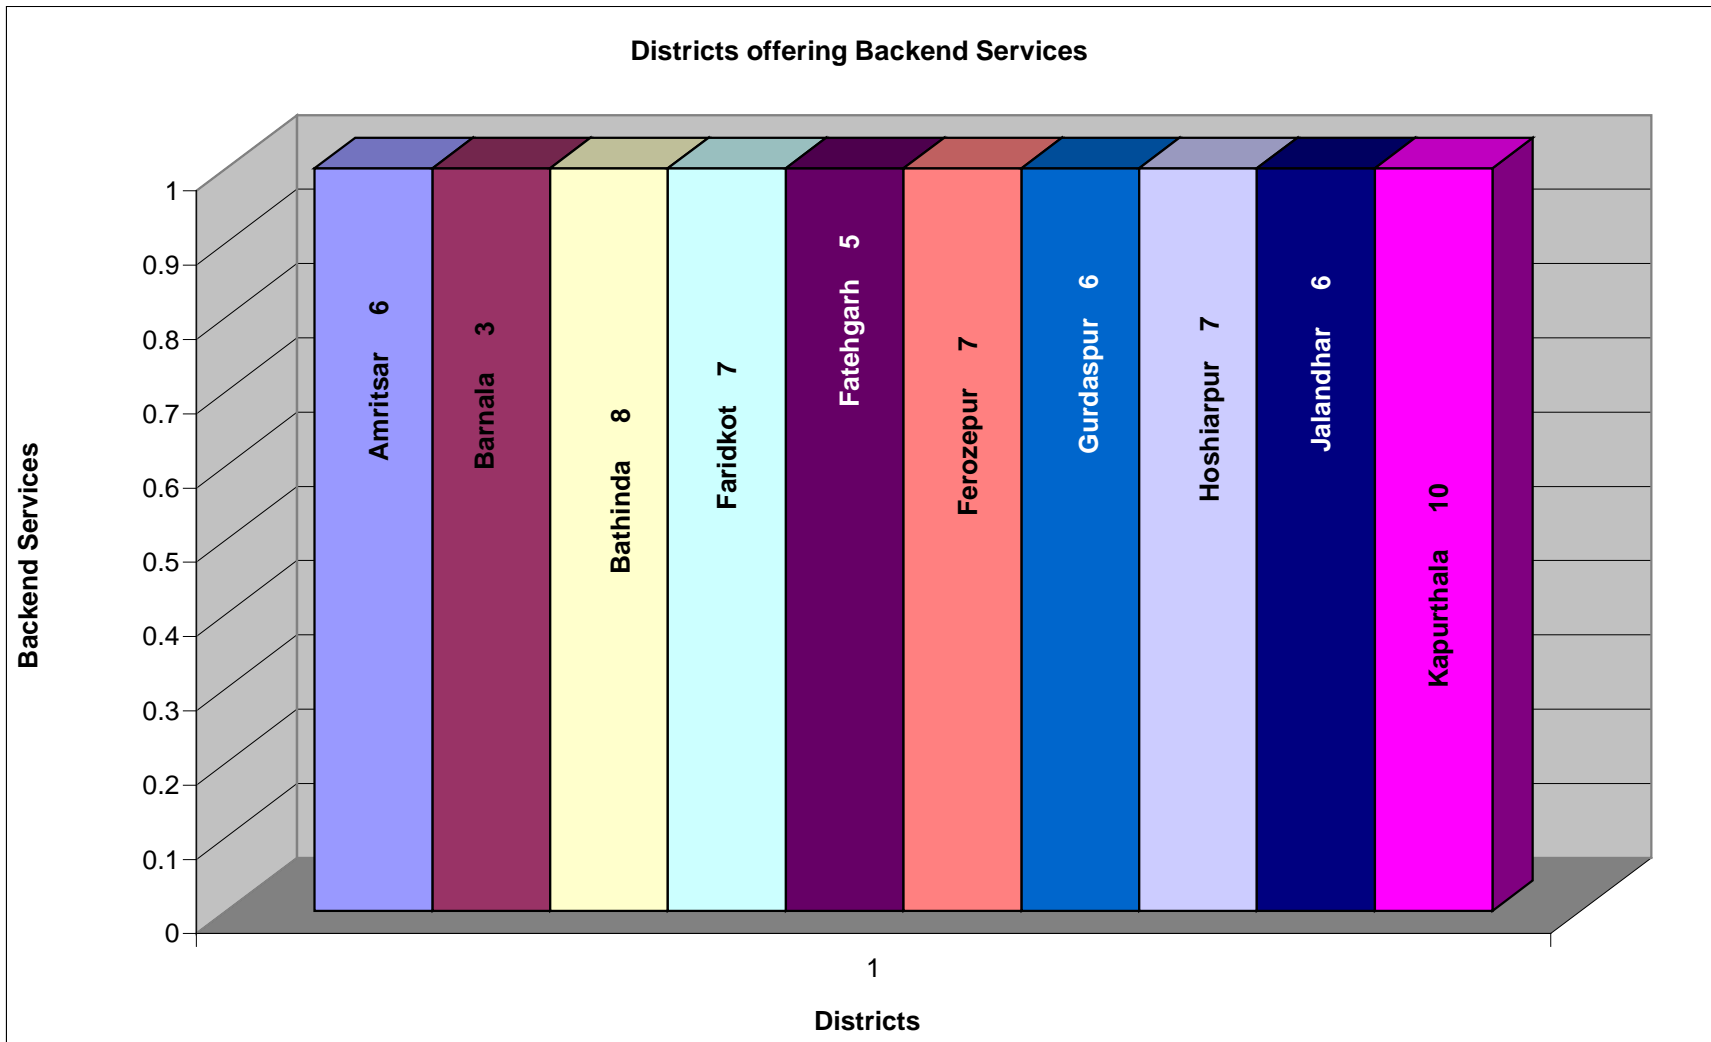 Districts offering Backend Services
Backend Services
1
0.9
0.8
0.7
0.6
0.5
0.4
0.3
0.2
0.1
0
Amritsar 6
Barnala 3
Bathinda 8
Faridkot 7
Fatehgarh 5
Ferozepur 7
Gurdaspur 6
Hoshiarpur 7
Jalandhar 6
Kapurthala 10
1
Districts